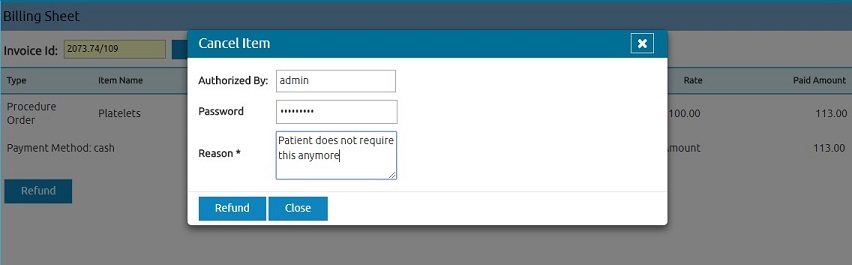 Billing Sheet
Cancel Item
Invoice Id: 2073.74/109
Authorized By: admin
Type Item Name Rate Paid Amount
Password •••••••••
Procedure
Order
Platelets 100.00 113.00
Reason * Patient does not require
this anymore
Payment Method: cash mount 113.00
Refund
Refund Close